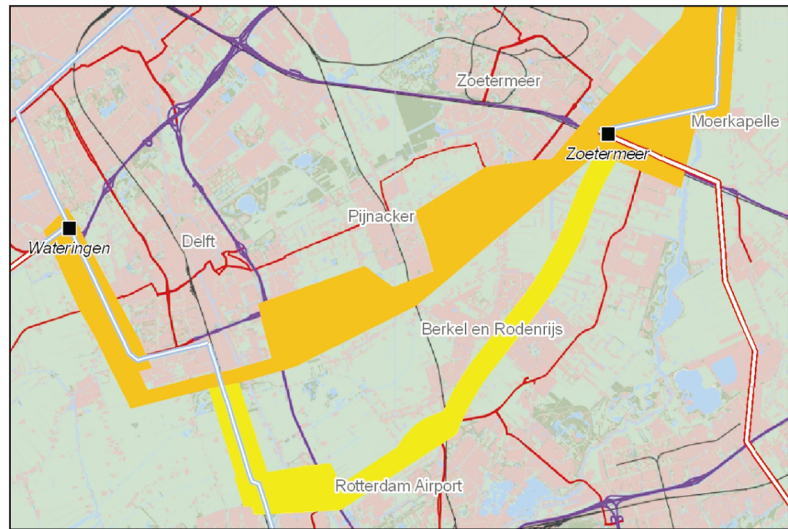 Zoetermeer
Moerkapelle
Zoetermeer
Pijnacker
Delft
Wateringen
Berkel en Rodenrijs
Rotterdam Airport